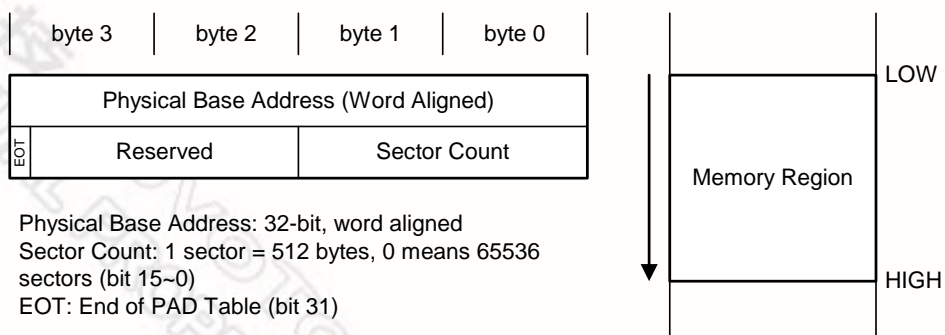 byte 3 byte 2 byte 1 byte 0
LOW
Physical Base Address (Word Aligned)
EOT Reserved Sector Count
Memory Region
Physical Base Address: 32-bit, word aligned
Sector Count: 1 sector = 512 bytes, 0 means 65536
sectors (bit 15~0)
HIGH
EOT: End of PAD Table (bit 31)